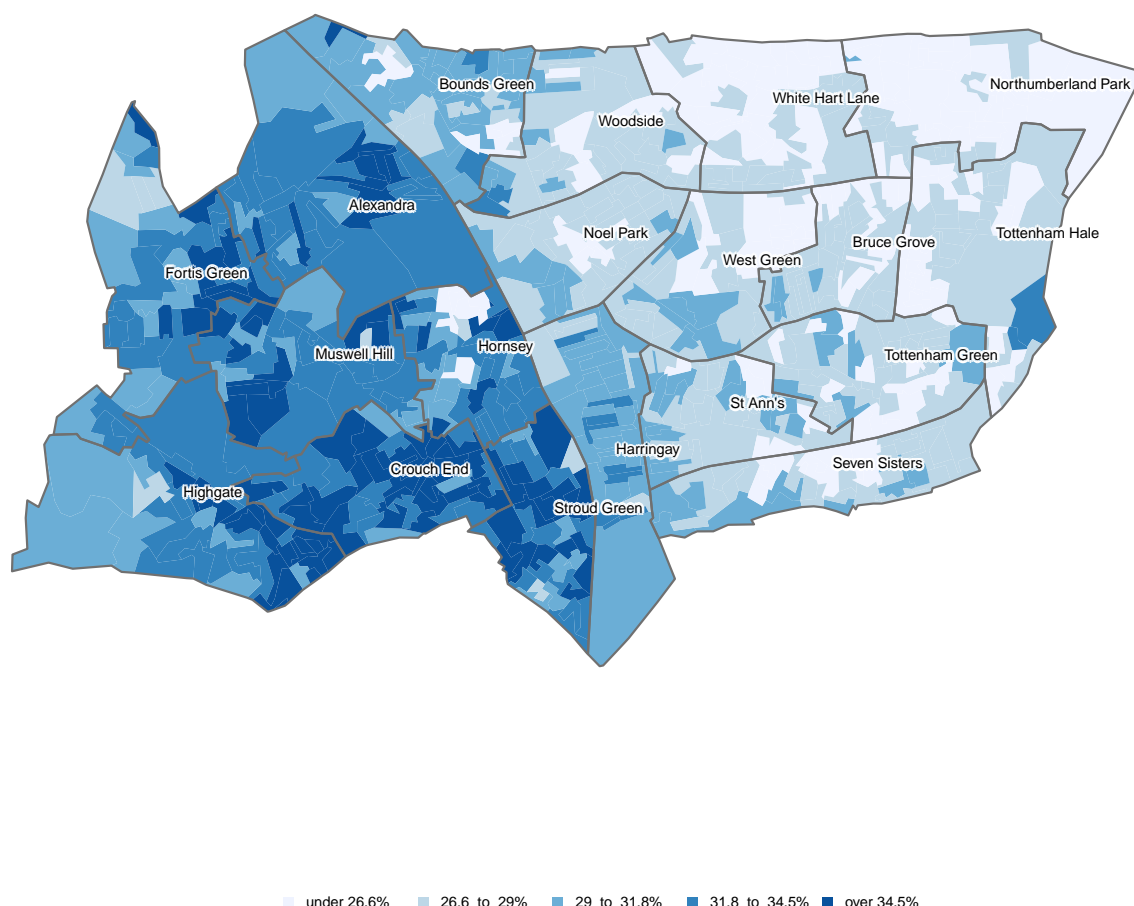 Bounds Green
Northumberland Park
White Hart Lane
Woodside
Alexandra
Noel Park
Tottenham Hale
Bruce Grove
West Green
Fortis Green
Hornsey
Muswell Hill
Tottenham Green
St Ann's
Harringay
Seven Sisters
Crouch End
Highgate
Stroud Green
under 26.6% 26.6 to 29% 29 to 31.8% 31.8 to 34.5% over 34.5%